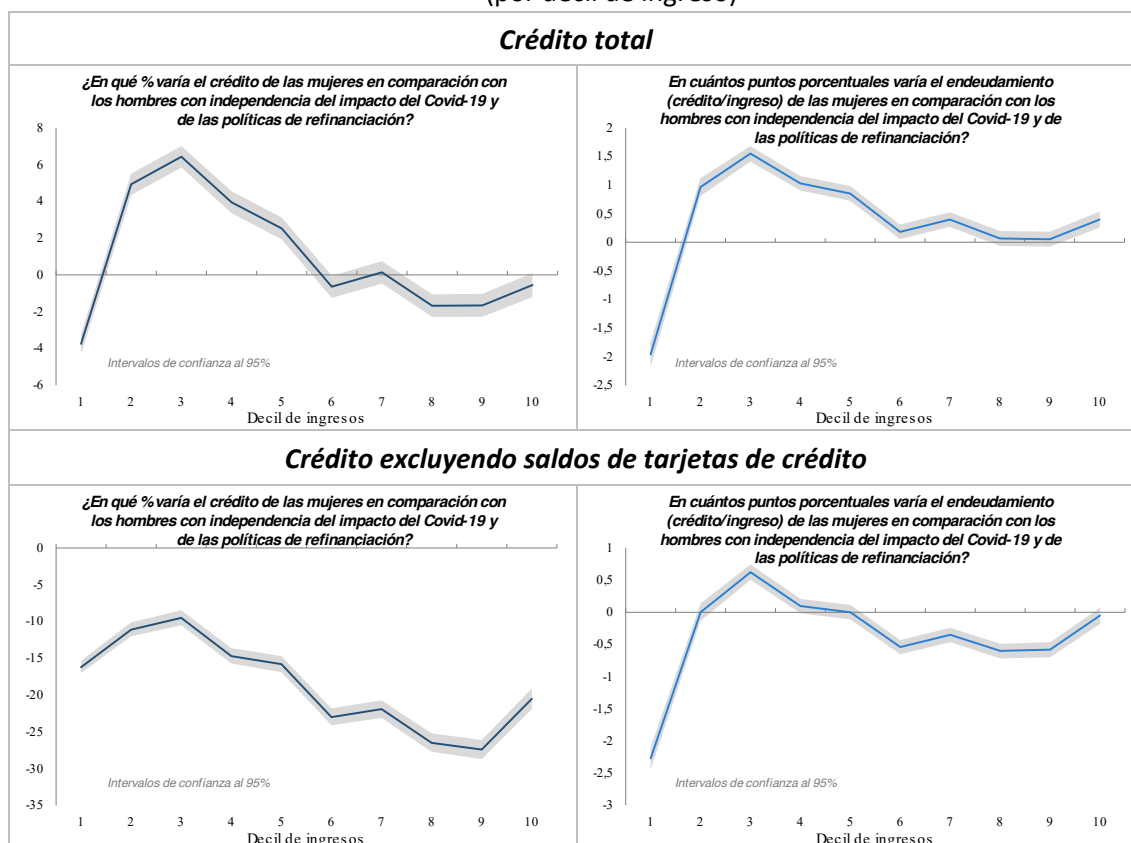 (por decil de ingreso)
Crédito total
¿En qué % varía el crédito de las mujeres en comparación con
los hombres con independencia del impacto del Covid-19 y
de las políticas de refinanciación?
8
6
4
2
0
-2
-4
-6
Intervalos de confianza al 95%
1 2 3 4 5 6 7 8 9 10
Decil de ingresos
En cuántos puntos porcentuales varía el endeudamiento
(crédito/ingreso) de las mujeres en comparación con los
hombres con independencia del impacto del Covid-19 y de
las políticas de refinanciación?
2
1,5
1
0,5
0
-0,5
-1
-1,5
-2
-2,5
Intervalos de confianza al 95%
1 2 3 4 5 6 7 8 9 10
Decil de ingresos
Crédito excluyendo saldos de tarjetas de crédito
¿En qué % varía el crédito de las mujeres en comparación con
los hombres con independencia del impacto del Covid-19 y
de las políticas de refinanciación?
0
-5
-10
-15
-20
-25
-30
-35
Intervalos de confianza al 95%
1 2 3 4 5 6 7 8 9 10
Decil de ingresos
En cuántos puntos porcentuales varía el endeudamiento
(crédito/ingreso) de las mujeres en comparación con los
hombres con independencia del impacto del Covid-19 y de
las políticas de refinanciación?
1
0,5
0
-0,5
-1
-1,5
-2
-2,5
-3
Intervalos de confianza al 95%
1 2 3 4 5 6 7 8 9 10
Decil de ingresos